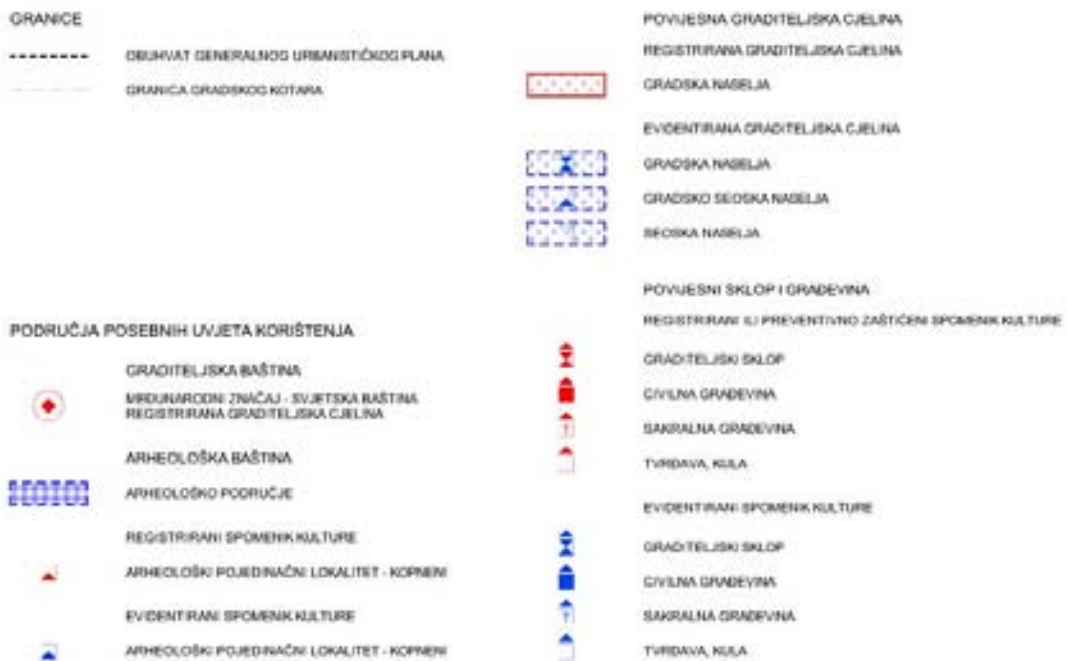 GRANICE
OBUHVAT GENERALNOG URBANISTIČKOG PLANA
GRANICA GRADSKOG KOTARA
PODRUČJA POSEBNIH UVJETA KORIŠTENJA
GRADITELJSKA BAŠTINA
MEĐUNARODNI ZNAČAJ - SVJETSKA BAŠTINA
REGISTRIRANA GRADITELJSKA CJELINA
ARHEOLOŠKA BAŠTINA
ARHEOLOŠKO PODRUČJE
REGISTRIRANI SPOMENIK KULTURE
ARHEOLOŠKI POJEDINAČNI LOKALITET - KOPNENI
EVIDENTIRANI SPOMENIK KULTURE
ARHEOLOŠKI POJEDINAČNI LOKALITET - KOPNENI
POVIJESNA GRADITELJSKA CJELINA
REGISTRIRANA GRADITELJSKA CJELINA
GRADSKA NASELJA
EVIDENTIRANA GRADITELJSKA CJELINA
GRADSKA NASELJA
GRADSKO SEOSKA NASELJA
SEOSKA NASELJA
POVIJESNI SKLOP I GRAĐEVINA
REGISTRIRANI ILI PREVENTIVNO ZAŠTIĆENI SPOMENIK KULTURE
GRADITELJSKI SKLOP
CIVILNA GRAĐEVINA
SAKRALNA GRAĐEVINA
TVRĐAVA, KULA
EVIDENTIRANI SPOMENIK KULTURE
GRADITELJSKI SKLOP
CIVILNA GRAĐEVINA
SAKRALNA GRAĐEVINA
TVRĐAVA, KULA